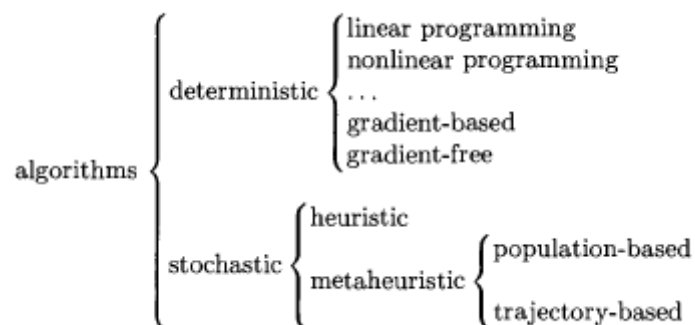 linear programming
nonlinear programming
deterministic
...
gradient-based
algorithms
gradient-free
heuristic
population-based
stochastic
metaheuristic
trajectory-based